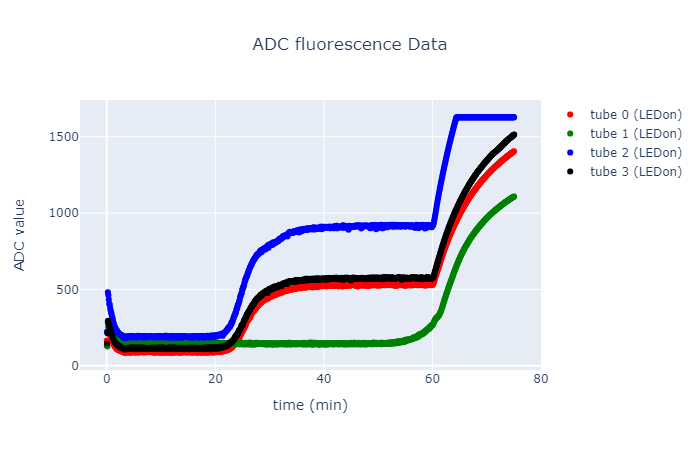 ADC fluorescence Data
ADC value
1500
1000
500
0
0
20
40
60
80
time (min)
tube 0 (LEDon)
tube 1 (LEDon)
tube 2 (LEDon)
tube 3 (LEDon)